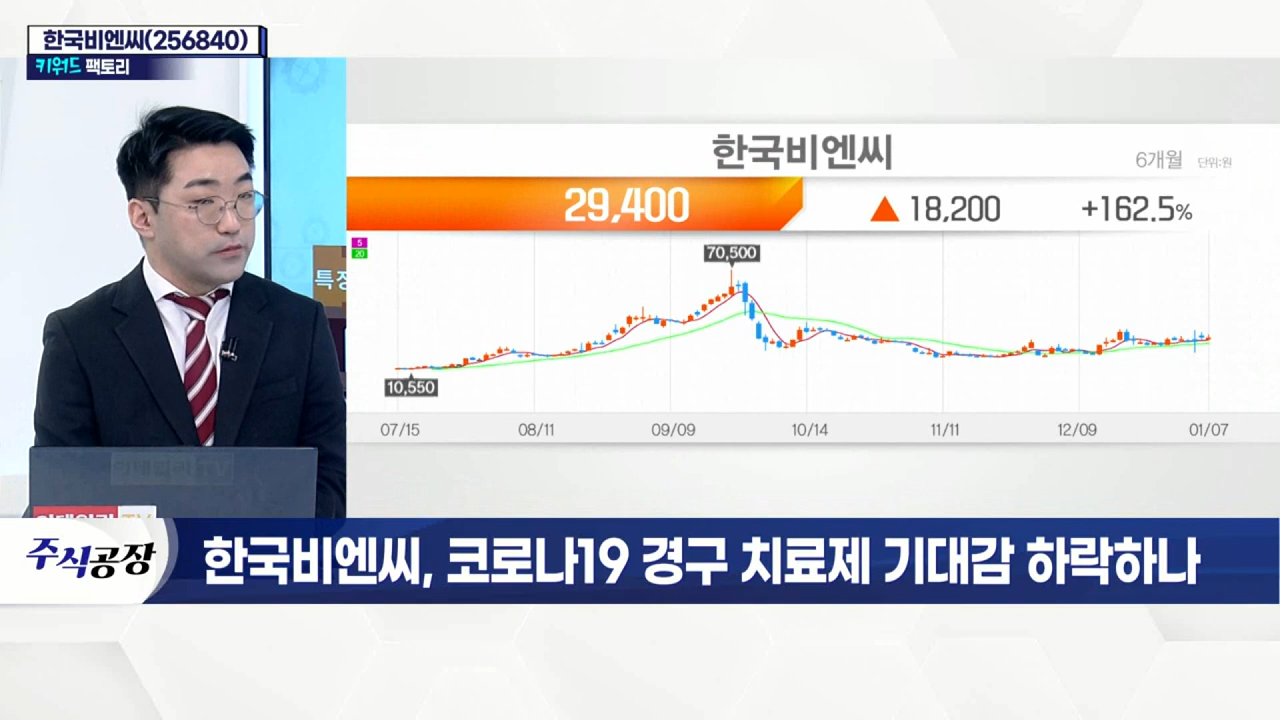 한국비엔씨(256840)
키워드 팩토리
특징
한국비엔씨
6개월 단위:원
29,400 ▲ 18,200 +162.5%
5
20
70,500
10,550
07/15 08/11 09/09 10/14 11/11 12/09 01/07
주식공장
한국비엔씨, 코로나19 경구 치료제 기대감 하락하나